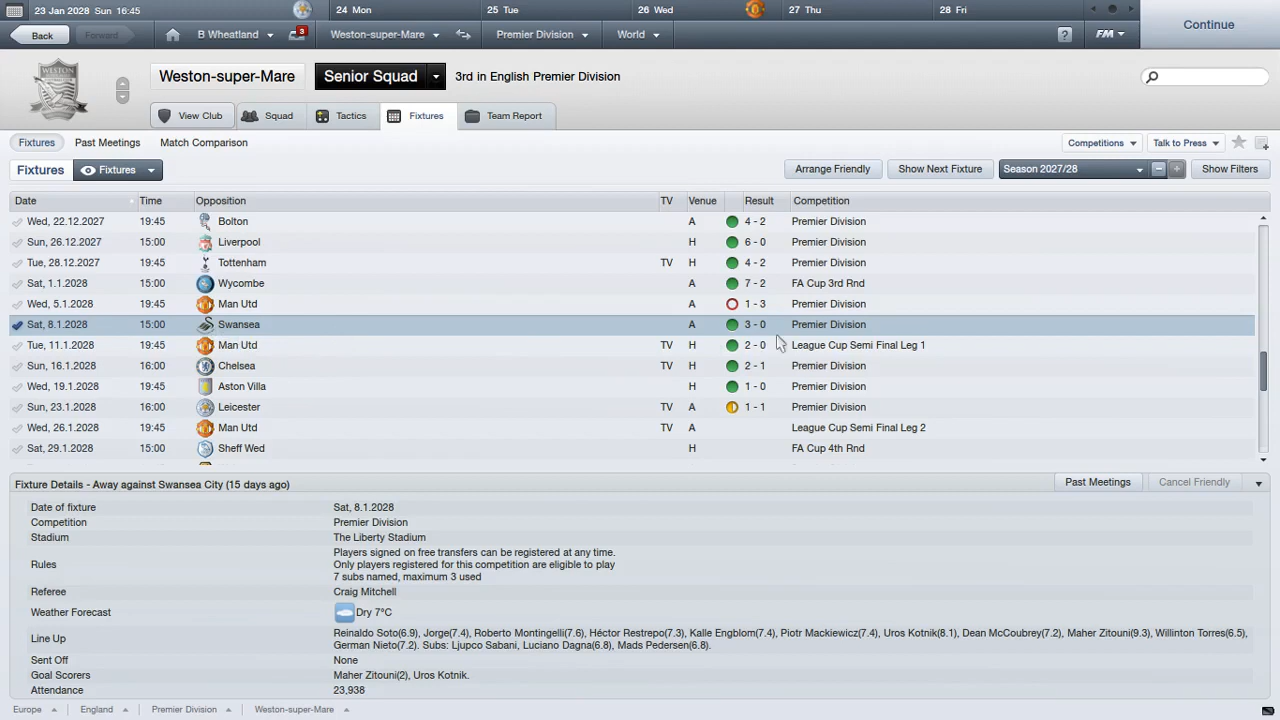 23 Jan 2028 Sun 16:45 24 Mon 25 Tue 26 Wed 27 Thu 28 Fri
Back Forward B Wheatland 3 Weston-super-Mare Premier Division World ? FM Continue
Weston-super-Mare Senior Squad 3rd in English Premier Division
View Club Squad Tactics Fixtures Team Report
Fixtures Past Meetings Match Comparison Competitions Talk to Press
Fixtures Fixtures Arrange Friendly Show Next Fixture Season 2027/28 Show Filters
Date Time Opposition TV Venue Result Competition
Wed, 22.12.2027 19:45 Bolton A 4 - 2 Premier Division
Sun, 26.12.2027 15:00 Liverpool H 6 - 0 Premier Division
Tue, 28.12.2027 19:45 Tottenham TV H 4 - 2 Premier Division
Sat, 1.1.2028 15:00 Wycombe A 7 - 2 FA Cup 3rd Rnd
Wed, 5.1.2028 19:45 Man Utd A 1 - 3 Premier Division
Sat, 8.1.2028 15:00 Swansea A 3 - 0 Premier Division
Tue, 11.1.2028 19:45 Man Utd TV H 2 - 0 League Cup Semi Final Leg 1
Sun, 16.1.2028 16:00 Chelsea TV H 2 - 1 Premier Division
Wed, 19.1.2028 19:45 Aston Villa H 1 - 0 Premier Division
Sun, 23.1.2028 16:00 Leicester TV A 1 - 1 Premier Division
Wed, 26.1.2028 19:45 Man Utd TV A League Cup Semi Final Leg 2
Sat, 29.1.2028 15:00 Sheff Wed H FA Cup 4th Rnd
Fixture Details - Away against Swansea City (15 days ago) Past Meetings Cancel Friendly
Date of fixture Sat, 8.1.2028
Competition Premier Division
Stadium The Liberty Stadium
Players signed on free transfers can be registered at any time.
Rules Only players registered for this competition are eligible to play
7 subs named, maximum 3 used
Referee Craig Mitchell
Weather Forecast Dry 7°C
Line Up Reinaldo Soto(6.9), Jorge(7.4), Roberto Montingelli(7.6), Héctor Restrepo(7.3), Kalle Engblom(7.4), Piotr Mackiewicz(7.4), Uros Kotnik(8.1), Dean McCoubrey(7.2), Maher Zitouni(9.3), Willinton Torres(6.5),
German Nieto(7.2). Subs: Ljupco Sabani, Luciano Dagna(6.8), Mads Pedersen(6.8).
Sent Off None
Goal Scorers Maher Zitouni(2), Uros Kotnik.
Attendance 23,938
Europe England Premier Division Weston-super-Mare